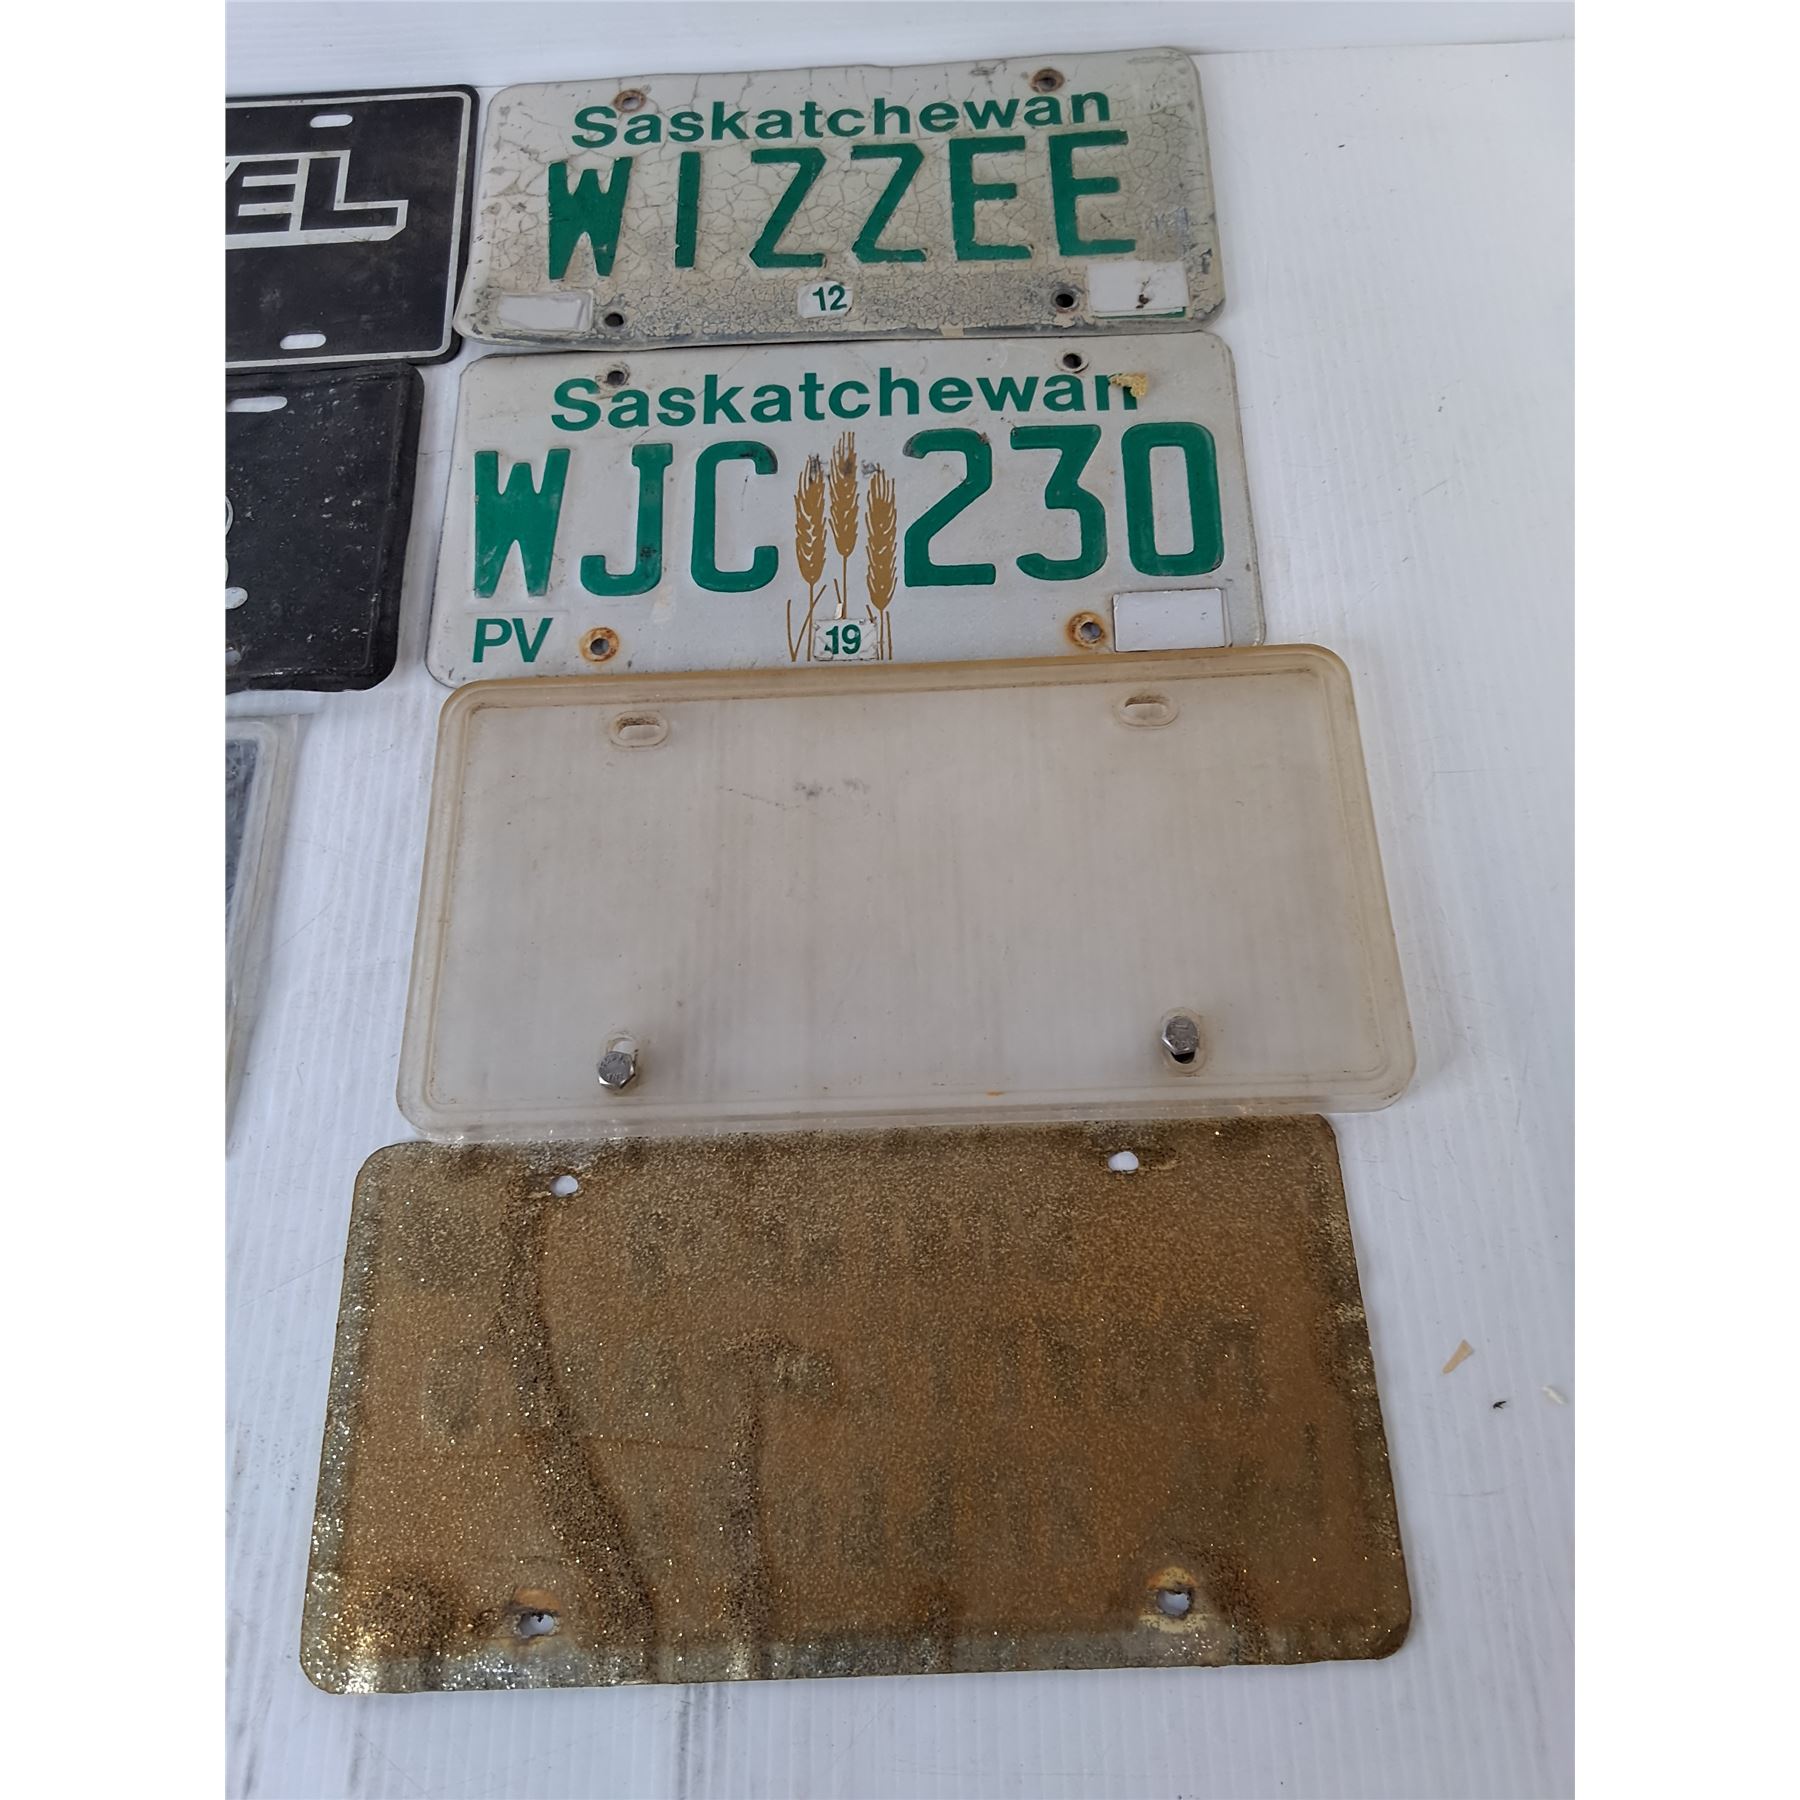 EL
Saskatchewan
WIZZEE
12
Saskatchewan
WJC 230
PV
19